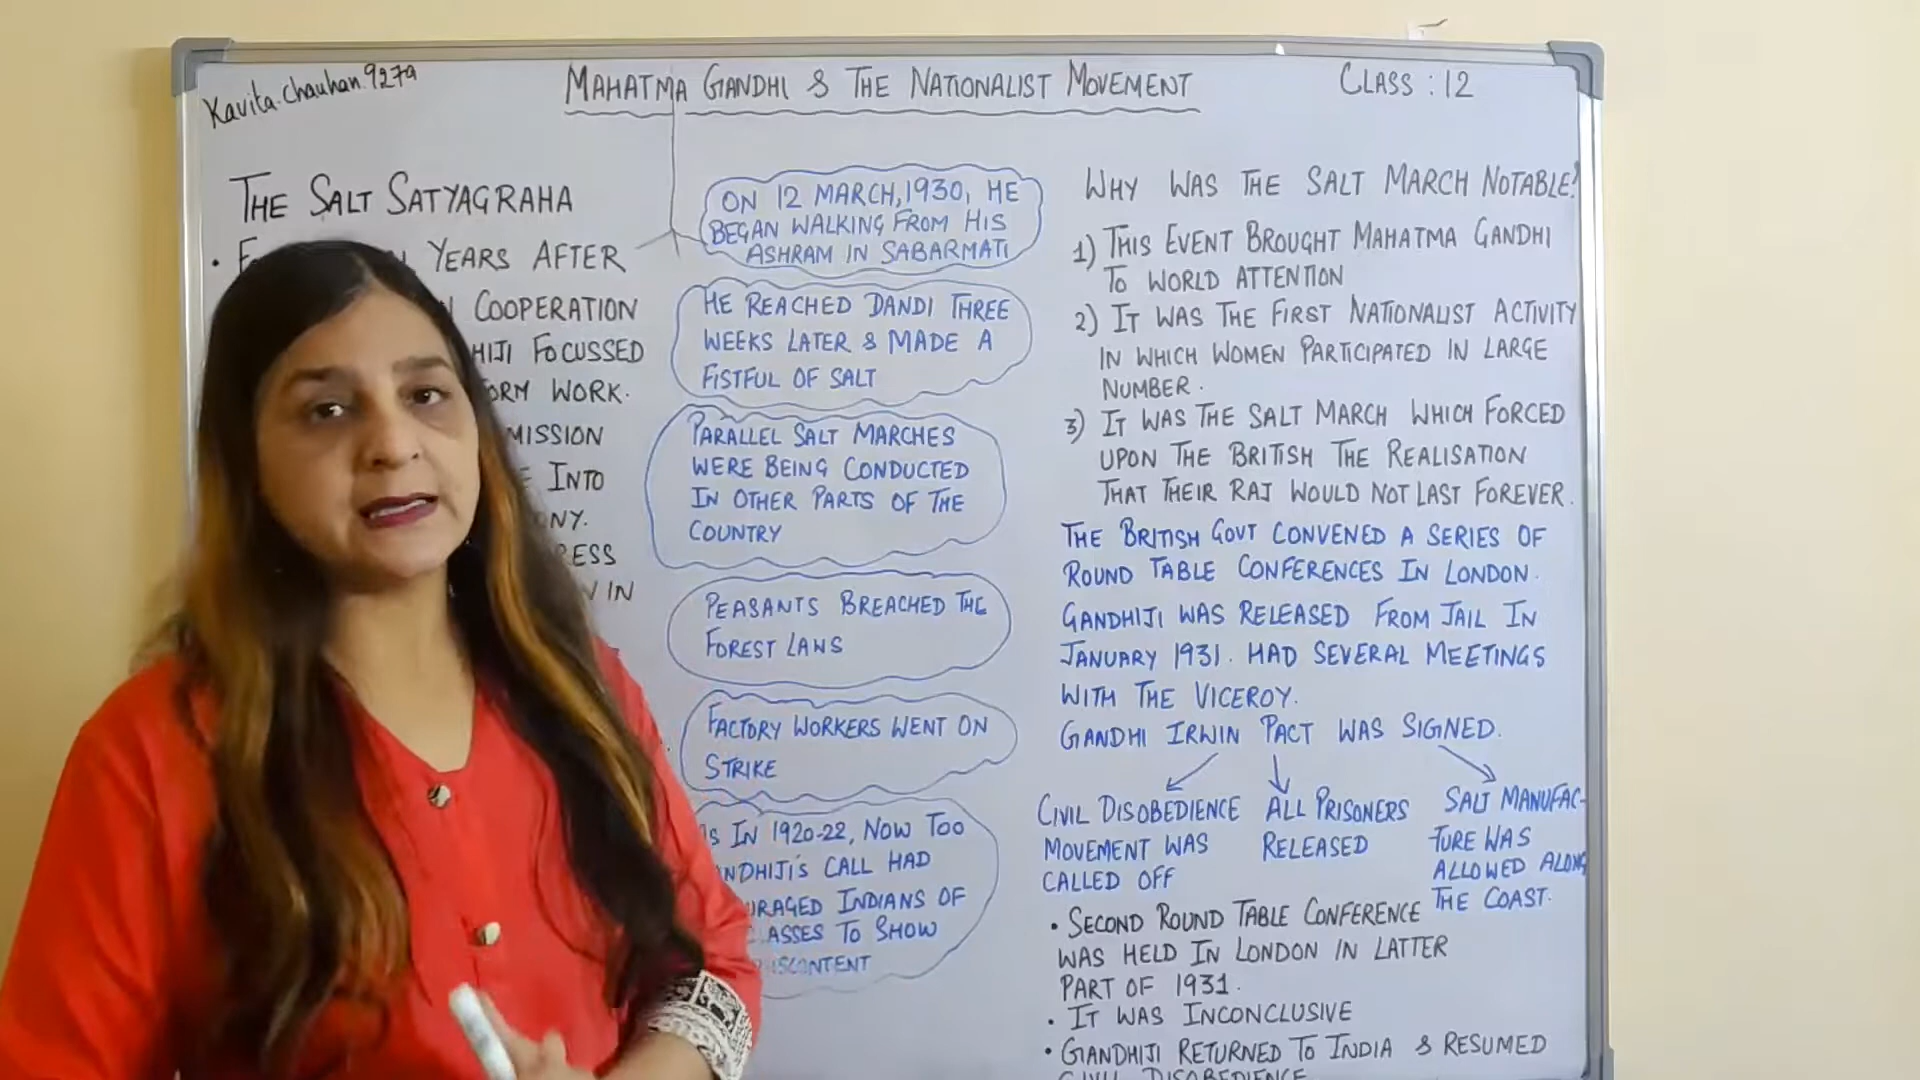 Kavita.Chauhan.9279
MAHATMA GANDHI & THE NATIONALIST MOVEMENT
CLASS : 12
THE SALT SATYAGRAHA
YEARS AFTER
COOPERATION
FOCUSSED
WORK.
INTO
IN
ON 12 MARCH, 1930, HE
BEGAN WALKING FROM HIS
ASHRAM IN SABARMATI
HE REACHED DANDI THREE
WEEKS LATER & MADE A
FISTFUL OF SALT
PARALLEL SALT MARCHES
WERE BEING CONDUCTED
IN OTHER PARTS OF THE
COUNTRY
PEASANTS BREACHED THE
FOREST LAWS
FACTORY WORKERS WENT ON
STRIKE
IN 1920-22, NOW TOO
CALL HAD
INDIANS OF
TO SHOW
WHY WAS THE SALT MARCH NOTABLE?
1) THIS EVENT BROUGHT MAHATMA GANDHI
TO WORLD ATTENTION
2) IT WAS THE FIRST NATIONALIST ACTIVITY
IN WHICH WOMEN PARTICIPATED IN LARGE
NUMBER.
3) IT WAS THE SALT MARCH WHICH FORCED
UPON THE BRITISH THE REALISATION
THAT THEIR RAJ WOULD NOT LAST FOREVER.
THE BRITISH GOVT CONVENED A SERIES OF
ROUND TABLE CONFERENCES IN LONDON.
GANDHIJI WAS RELEASED FROM JAIL IN
JANUARY 1931. HAD SEVERAL MEETINGS
WITH THE VICEROY.
GANDHI IRWIN PACT WAS SIGNED.
CIVIL DISOBEDIENCE
MOVEMENT WAS
CALLED OFF
ALL PRISONERS
RELEASED
SALT MANUFAC-
TURE WAS
ALLOWED ALONG
THE COAST.
• SECOND ROUND TABLE CONFERENCE
WAS HELD IN LONDON IN LATTER
PART OF 1931.
• IT WAS INCONCLUSIVE
• GANDHIJI RETURNED TO INDIA & RESUMED
CIVIL DISOBEDIENCE